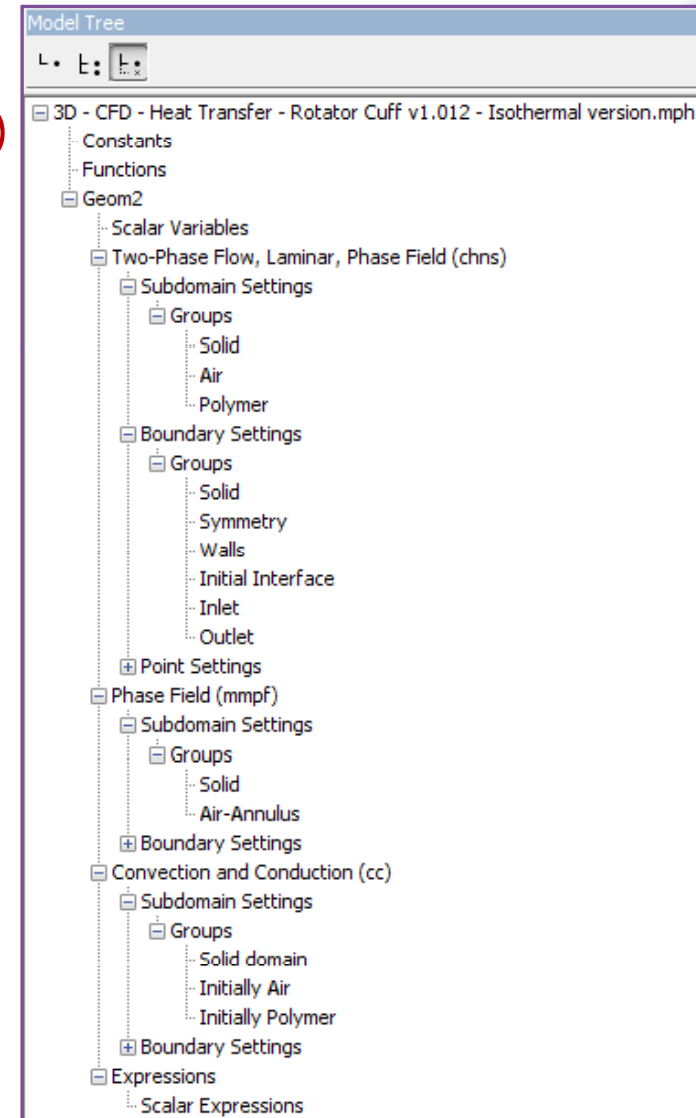 Model Tree
3D - CFD - Heat Transfer - Rotator Cuff v1.012 - Isothermal version.mph
Constants
Functions
Geom2
Scalar Variables
Two-Phase Flow, Laminar, Phase Field (chns)
Subdomain Settings
Groups
Solid
Air
Polymer
Boundary Settings
Groups
Solid
Symmetry
Walls
Initial Interface
Inlet
Outlet
Point Settings
Phase Field (mmpf)
Subdomain Settings
Groups
Solid
Air-Annulus
Boundary Settings
Convection and Conduction (cc)
Subdomain Settings
Groups
Solid domain
Initially Air
Initially Polymer
Boundary Settings
Expressions
Scalar Expressions
)